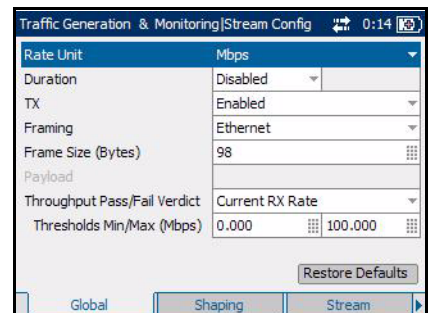 Traffic Generation & Monitoring|Stream Config 0:14
Rate Unit Mbps
Duration Disabled
TX Enabled
Framing Ethernet
Frame Size (Bytes) 98
Payload
Throughput Pass/Fail Verdict Current RX Rate
Thresholds Min/Max (Mbps) 0.000 100.000
Restore Defaults
Global Shaping Stream